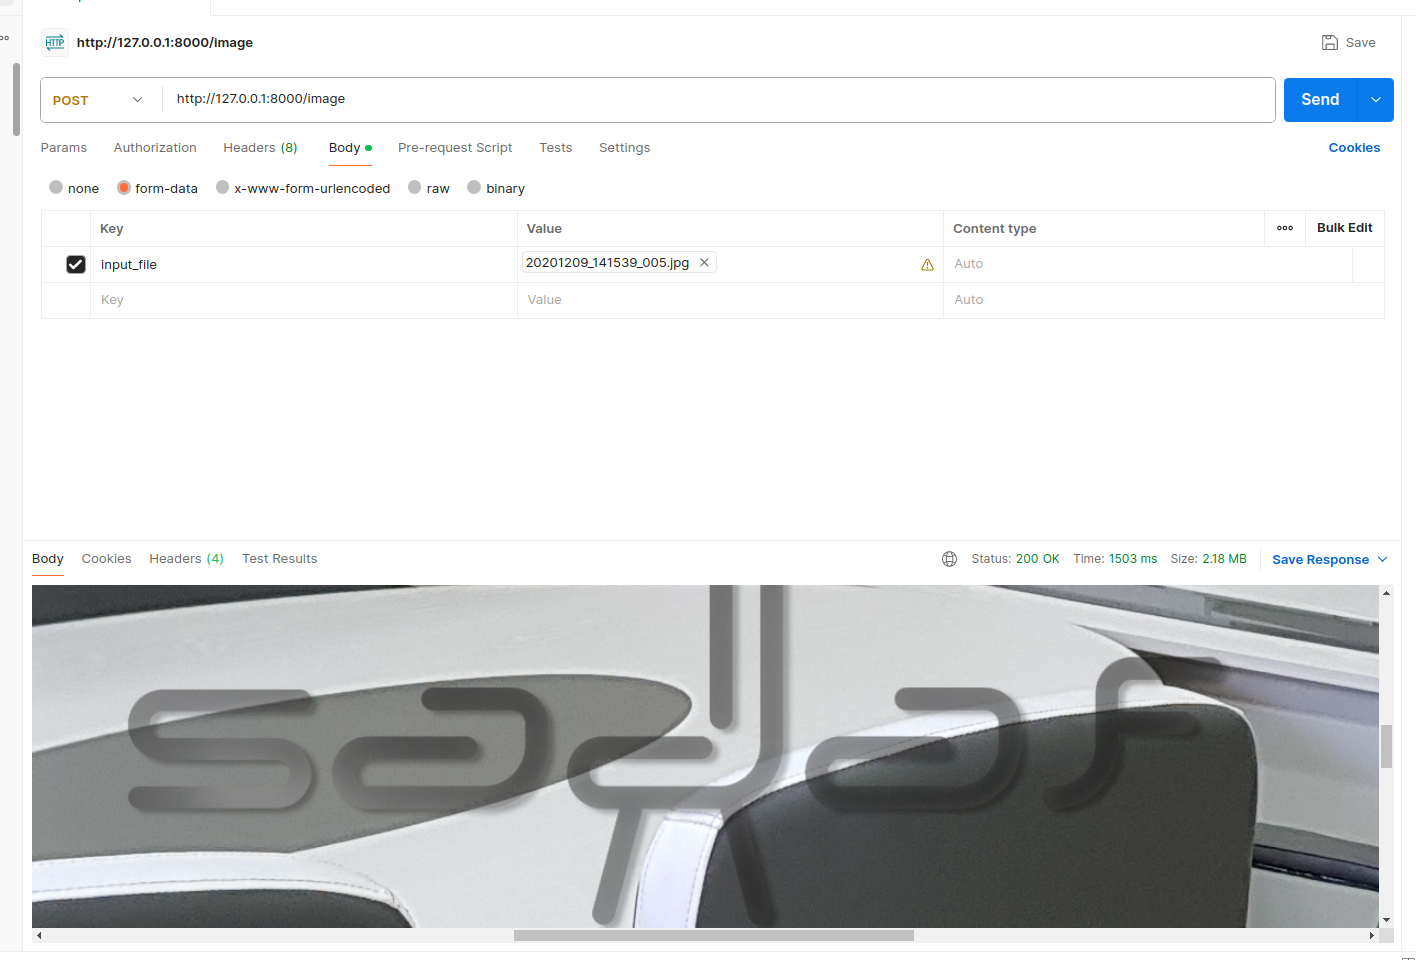 http://127.0.0.1:8000/image
Save
POST
http://127.0.0.1:8000/image
Send
Params Authorization Headers (8) Body Pre-request Script Tests Settings Cookies
none form-data x-www-form-urlencoded raw binary
Key Value Content type Bulk Edit
input_file 20201209_141539_005.jpg Auto
Key Value Auto
Body Cookies Headers (4) Test Results Status: 200 OK Time: 1503 ms Size: 2.18 MB Save Response